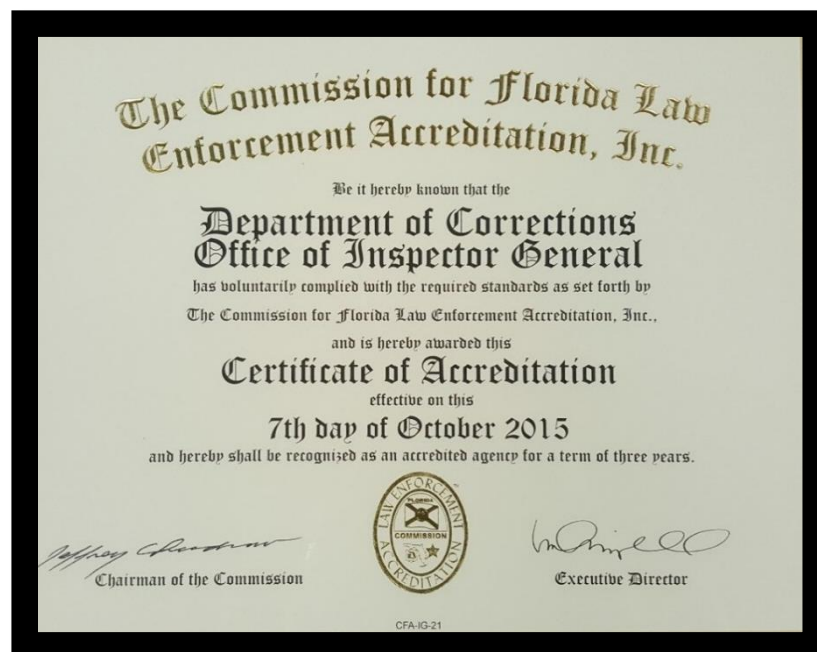 The Commission for Florida Law
Enforcement Accreditation, Inc.
Be it hereby known that the
Department of Corrections
Office of Inspector General
has voluntarily complied with the required standards as set forth by
The Commission for Florida Law Enforcement Accreditation, Inc.,
and is hereby awarded this
Certificate of Accreditation
effective on this
7th day of October 2015
and hereby shall be recognized as an accredited agency for a term of three years.
LAW ENFORCEMENT
FLORIDA
COMMISSION
ACCREDITATION
Jeffrey
Chairman of the Commission
Executive Director
CFA-IG-21